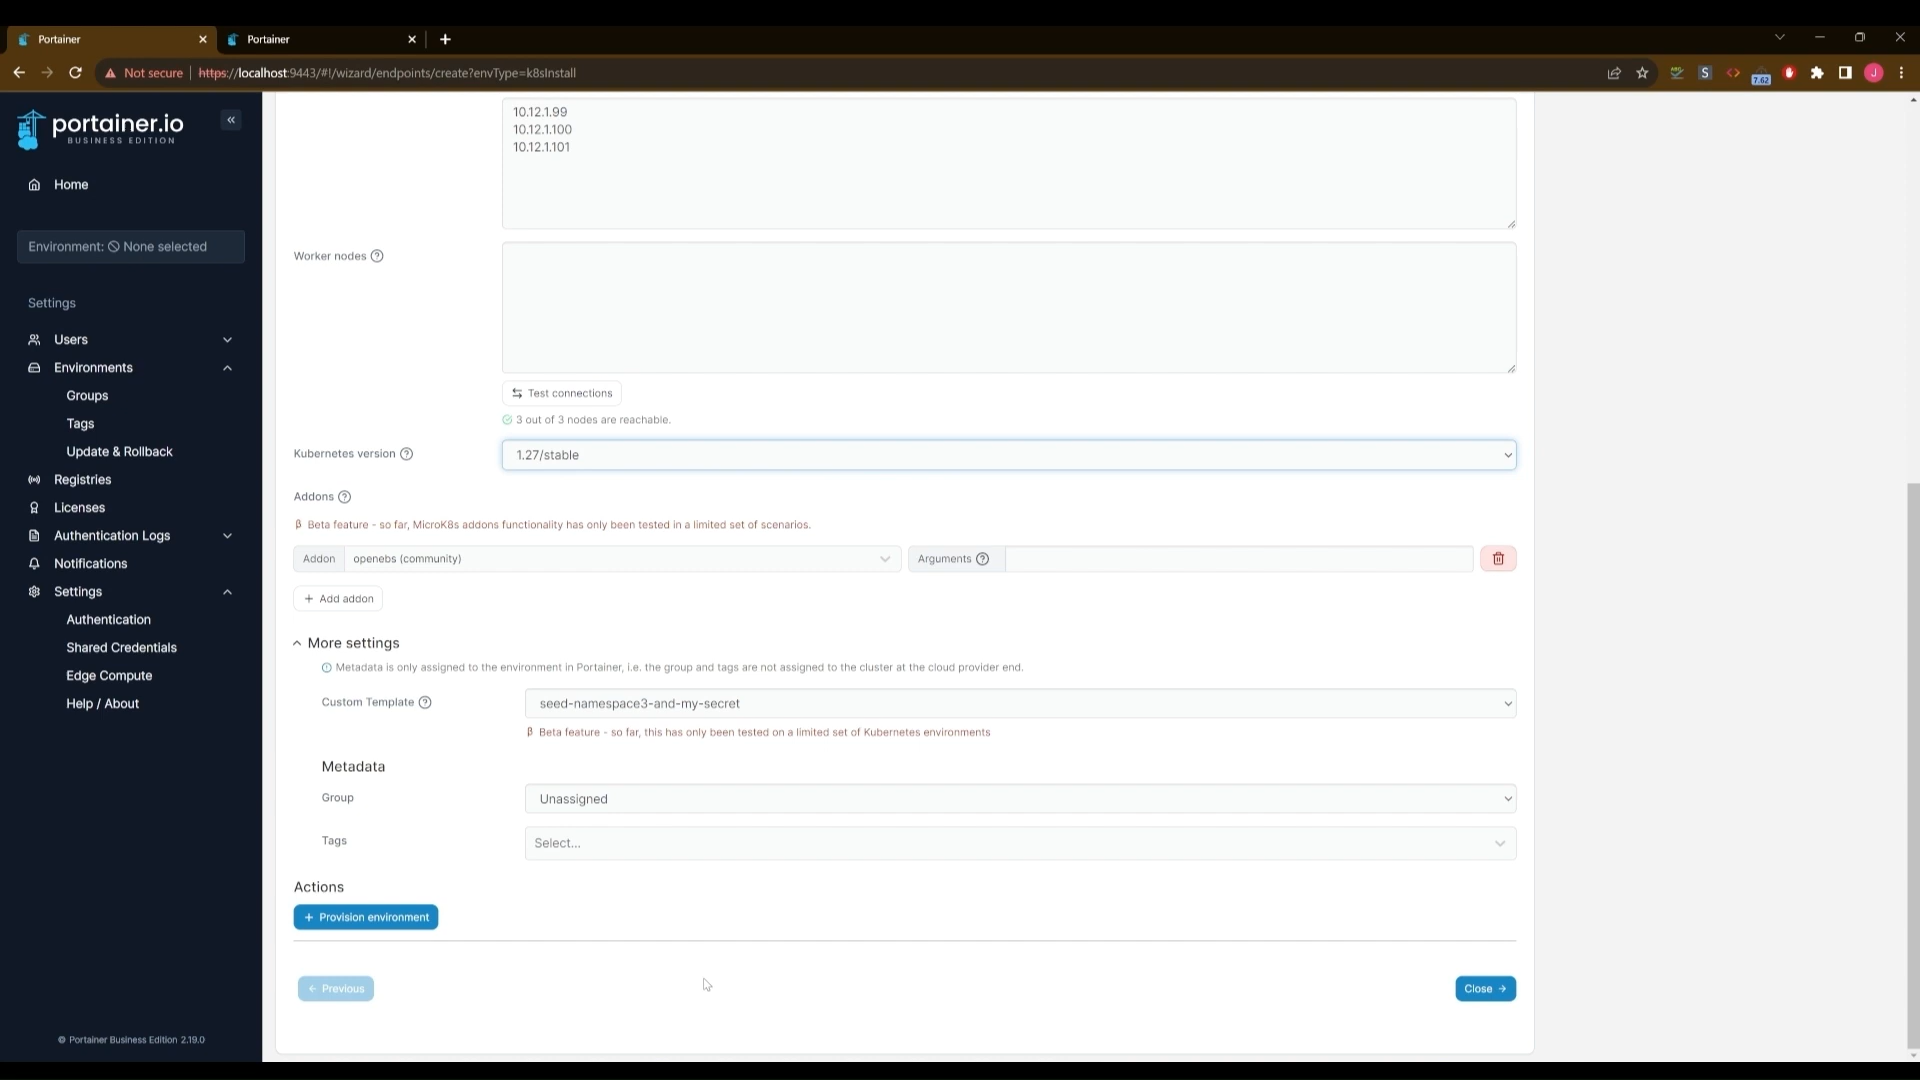 Portainer
Portainer
Not secure
https://localhost:9443/#!/wizard/endpoints/create?envType=k8sInstall
ABC
S
7.62
J
portainer.io
BUSINESS EDITION
Home
Environment: None selected
Settings
Users
Environments
Groups
Tags
Update & Rollback
Registries
Licenses
Authentication Logs
Notifications
Settings
Authentication
Shared Credentials
Edge Compute
Help / About
© Portainer Business Edition 2.19.0
10.12.1.99
10.12.1.100
10.12.1.101
Worker nodes
Test connections
3 out of 3 nodes are reachable.
Kubernetes version
1.27/stable
Addons
β Beta feature - so far, MicroK8s addons functionality has only been tested in a limited set of scenarios.
Addon openebs (community) Arguments
+ Add addon
More settings
Metadata is only assigned to the environment in Portainer, i.e. the group and tags are not assigned to the cluster at the cloud provider end.
Custom Template
seed-namespace3-and-my-secret
β Beta feature - so far, this has only been tested on a limited set of Kubernetes environments
Metadata
Group
Unassigned
Tags
Select...
Actions
+ Provision environment
← Previous
Close →